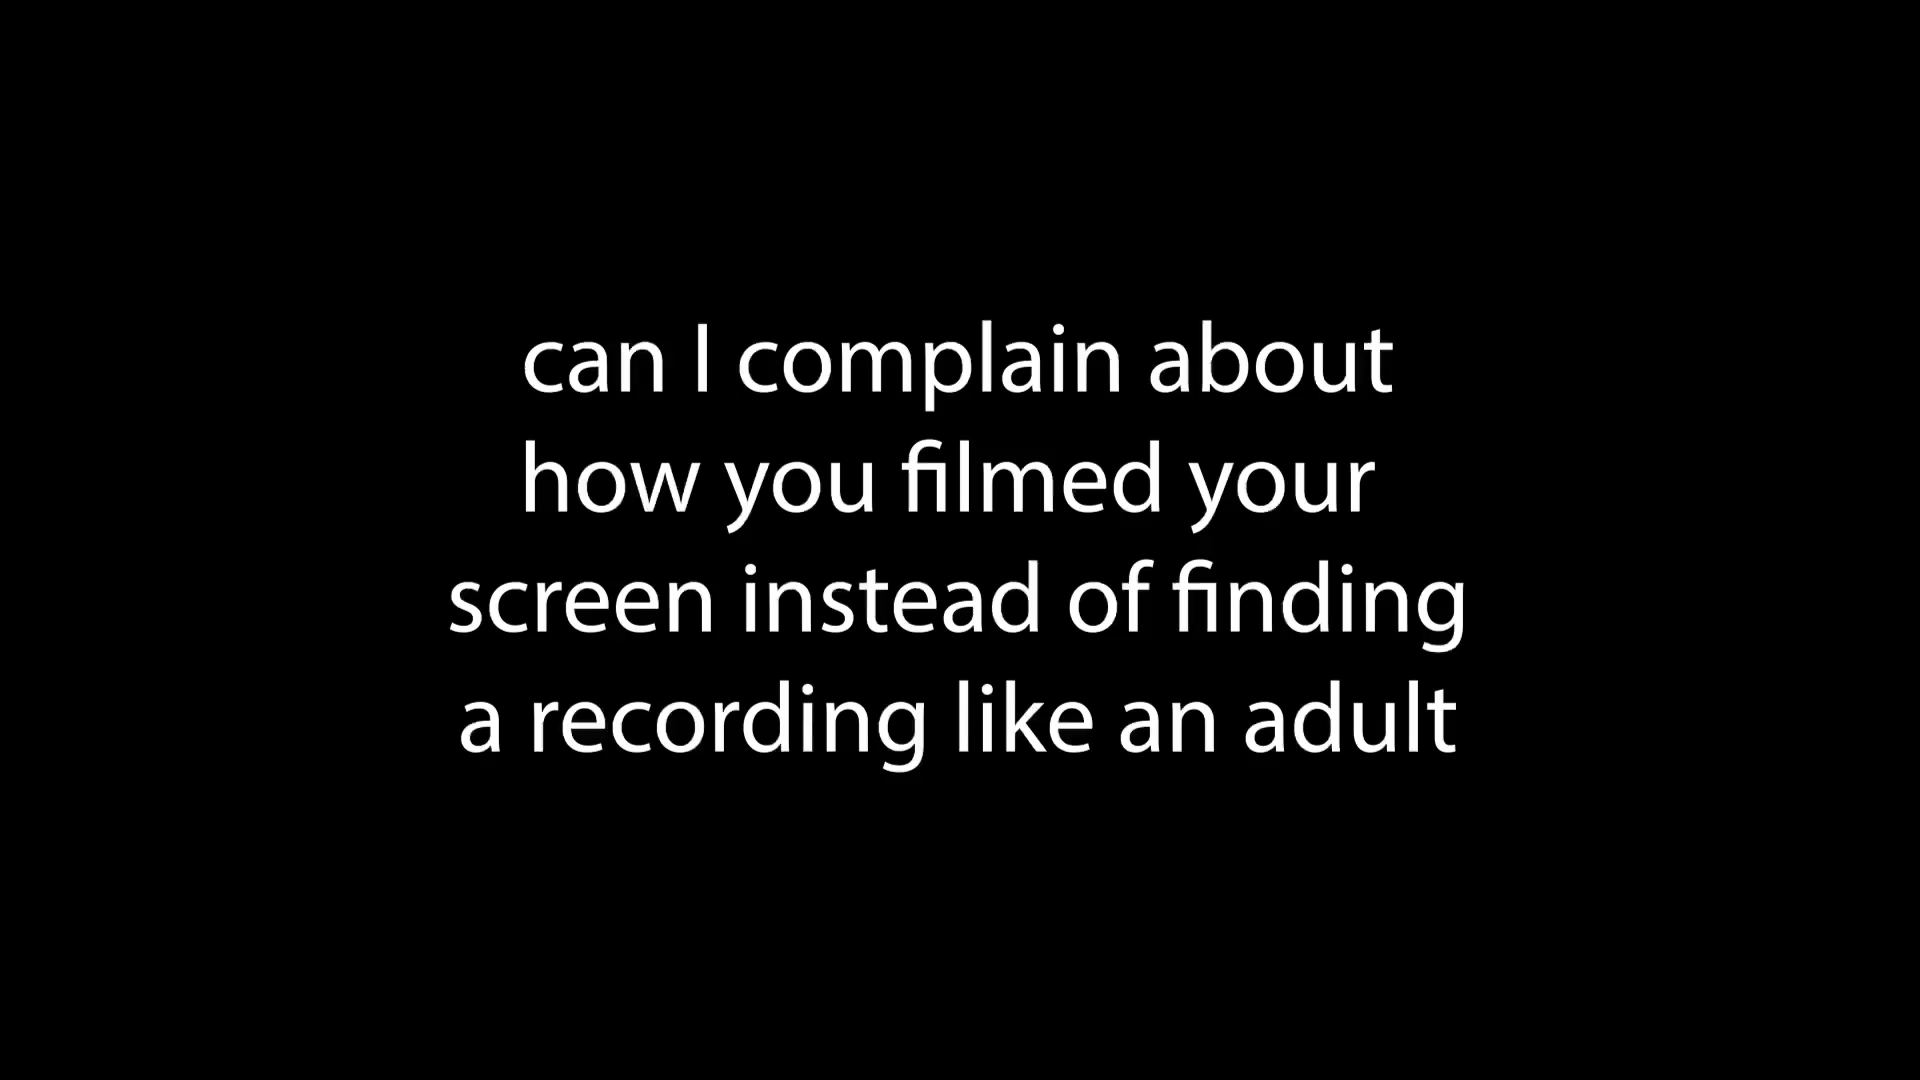 can I complain about
how you filmed your
screen instead of finding
a recording like an adult